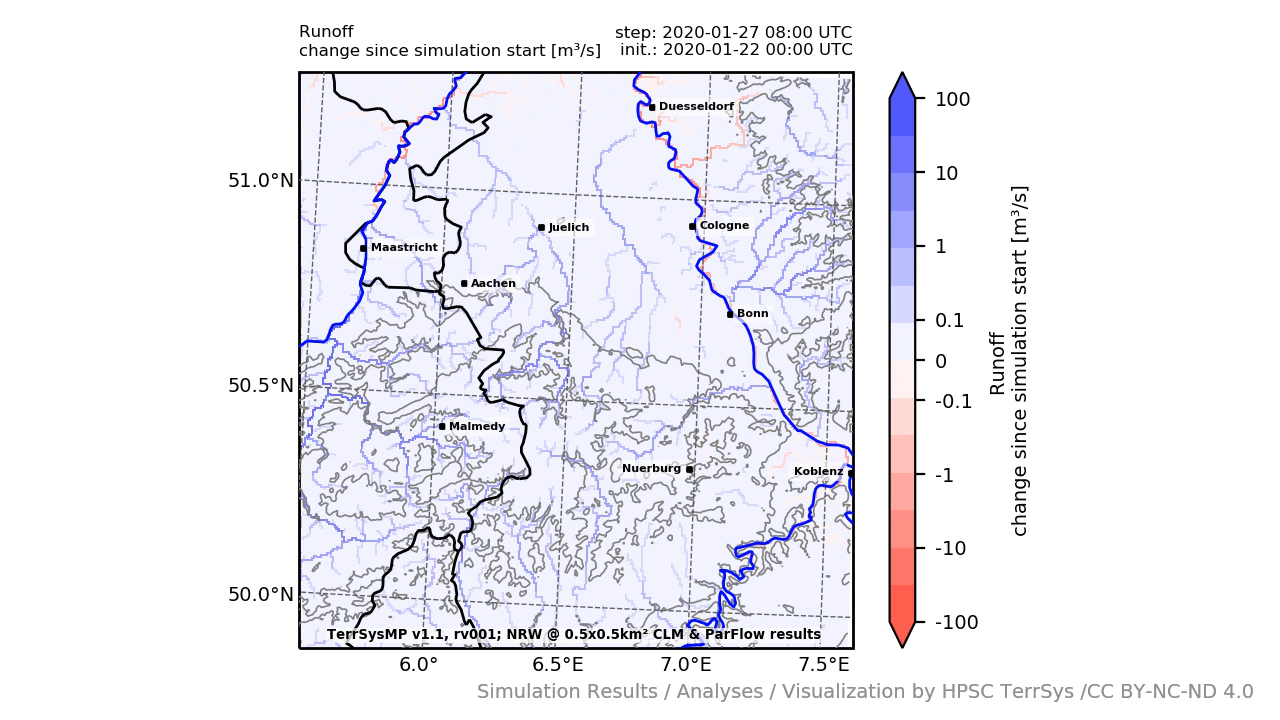 Runoff
change since simulation start [m³/s]
step: 2020-01-27 08:00 UTC
init.: 2020-01-22 00:00 UTC
Duesseldorf
51.0°N
Juelich
Cologne
Maastricht
Aachen
Bonn
50.5°N
Malmedy
Nuerburg
Koblenz
50.0°N
TerrSysMP v1.1, rv001; NRW @ 0.5x0.5km² CLM & ParFlow results
6.0°
6.5°E
7.0°E
7.5°E
100
10
1
0.1
0
-0.1
-1
-10
-100
Runoff
change since simulation start [m³/s]
Simulation Results / Analyses / Visualization by HPSC TerrSys /CC BY-NC-ND 4.0